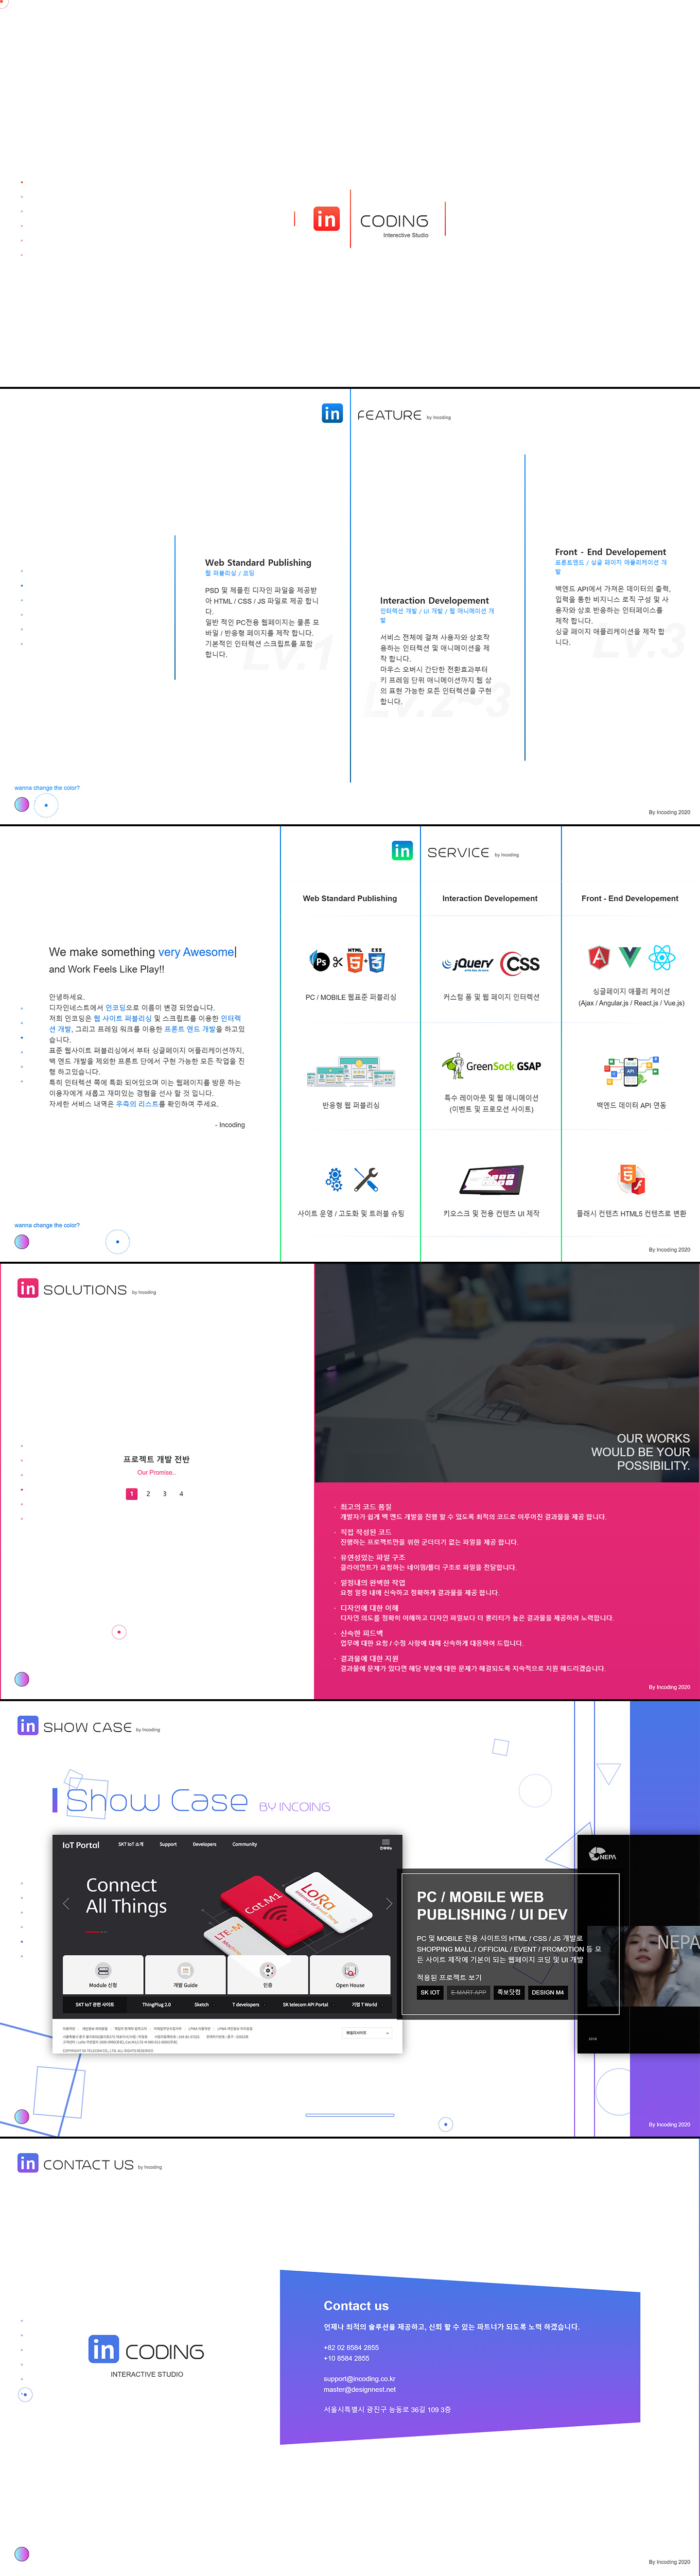 in CODING
Interective Studio
in FEATURE by Incoding
Web Standard Publishing
웹 퍼블리싱 / 코딩
PSD 및 제플린 디자인 파일을 제공받
아 HTML / CSS / JS 파일로 제공 합니
다.
일반 적인 PC전용 웹페이지는 물론 모
바일 / 반응형 페이지를 제작 합니다.
기본적인 인터렉션 스크립트를 포함
합니다.
Lv.1
Interaction Developement
인터렉션 개발 / UI 개발 / 웹 애니메이션 개
발
서비스 전체에 걸쳐 사용자와 상호작
용하는 인터렉션 및 애니메이션을 제
작 합니다.
마우스 오버시 간단한 전환효과부터
키 프레임 단위 애니메이션까지 웹 상
의 표현 가능한 모든 인터렉션을 구현
합니다.
Lv.2~3
Front - End Developement
프론트엔드 / 싱글 페이지 애플리케이션 개
발
백엔드 API에서 가져온 데이터의 출력,
입력을 통한 비지니스 로직 구성 및 사
용자와 상호 반응하는 인터페이스를
제작 합니다.
싱글 페이지 애플리케이션을 제작 합
니다.
Lv.3
wanna change the color?
By Incoding 2020
in SERVICE by Incoding
We make something very Awesome|
and Work Feels Like Play!!
안녕하세요.
디자인네스트에서 인코딩으로 이름이 변경 되었습니다.
저희 인코딩은 웹 사이트 퍼블리싱 및 스크립트를 이용한 인터렉
션 개발, 그리고 프레임 워크를 이용한 프론트 엔드 개발을 하고있
습니다.
표준 웹사이트 퍼블리싱에서 부터 싱글페이지 어플리케이션까지,
백 엔드 개발을 제외한 프론트 단에서 구현 가능한 모든 작업을 진
행 하고있습니다.
특히 인터렉션 쪽에 특화 되어있으며 이는 웹페이지를 방문 하는
이용자에게 새롭고 재미있는 경험을 선사 할 것 입니다.
자세한 서비스 내역은 우측의 리스트를 확인하여 주세요.
- Incoding
Web Standard Publishing
Interaction Developement
Front - End Developement
Ps HTML 5 CSS 3
jQuery CSS
PC / MOBILE 웹표준 퍼블리싱
커스텀 폼 및 웹 페이지 인터렉션
싱글페이지 애플리 케이션
(Ajax / Angular.js / React.js / Vue.js)
GreenSock GSAP
API
반응형 웹 퍼블리싱
특수 레이아웃 및 웹 애니메이션
(이벤트 및 프로모션 사이트)
백엔드 데이터 API 연동
사이트 운영 / 고도화 및 트러블 슈팅
키오스크 및 전용 컨텐츠 UI 제작
플래시 컨텐츠 HTML5 컨텐츠로 변환
wanna change the color?
By Incoding 2020
in SOLUTIONS by Incoding
프로젝트 개발 전반
Our Promise..
1 2 3 4
OUR WORKS
WOULD BE YOUR
POSSIBILITY.
· 최고의 코드 품질
개발자가 쉽게 백 엔드 개발을 진행 할 수 있도록 최적의 코드로 이루어진 결과물을 제공 합니다.
· 직접 작성된 코드
진행하는 프로젝트만을 위한 군더더기 없는 파일을 제공 합니다.
· 유연성있는 파일 구조
클라이언트가 요청하는 네이밍/폴더 구조로 파일을 전달합니다.
· 일정내의 완벽한 작업
요청 일정 내에 신속하고 정확하게 결과물을 제공 합니다.
· 디자인에 대한 이해
디자인 의도를 정확히 이해하고 디자인 파일보다 더 퀄리티가 높은 결과물을 제공하려 노력합니다.
· 신속한 피드백
업무에 대한 요청 / 수정 사항에 대해 신속하게 대응하여 드립니다.
· 결과물에 대한 지원
결과물에 문제가 있다면 해당 부분에 대한 문제가 해결되도록 지속적으로 지원 해드리겠습니다.
By Incoding 2020
in SHOW CASE by Incoding
Show Case BY INCOING
IoT Portal SKT IoT 소개 Support Developers Community
Connect
All Things
Cat.M1
LoRa
LTE-M
Module 신청 개발 Guide 인증 Open House
SKT IoT 관련 사이트 ThingPlug 2.0 Sketch T developers SK telecom API Portal 기업 T World
COPYRIGHT SK TELECOM CO., LTD. ALL RIGHTS RESERVED
PC / MOBILE WEB
PUBLISHING / UI DEV
PC 및 MOBILE 전용 사이트의 HTML / CSS / JS 개발로
SHOPPING MALL / OFFICIAL / EVENT / PROMOTION 등 모
든 사이트 제작에 기본이 되는 웹페이지 코딩 및 UI 개발
적용된 프로젝트 보기
SK IOT E-MART APP 족보닷컴 DESIGN M4
NEPA
NEPA
By Incoding 2020
in CONTACT US by Incoding
in CODING
INTERACTIVE STUDIO
Contact us
언제나 최적의 솔루션을 제공하고, 신뢰 할 수 있는 파트너가 되도록 노력 하겠습니다.
+82 02 8584 2855
+10 8584 2855
support@incoding.co.kr
master@designnest.net
서울시특별시 광진구 능동로 36길 109 3층
By Incoding 2020